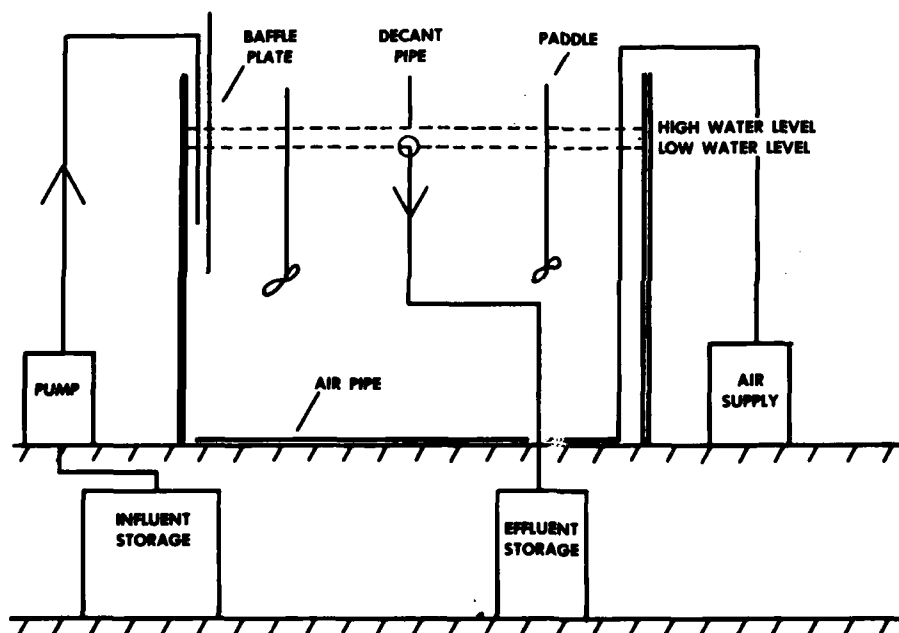 BAFFLE
PLATE
DECANT
PIPE
PADDLE
HIGH WATER LEVEL
LOW WATER LEVEL
PUMP
AIR PIPE
AIR
SUPPLY
INFLUENT
STORAGE
EFFLUENT
STORAGE